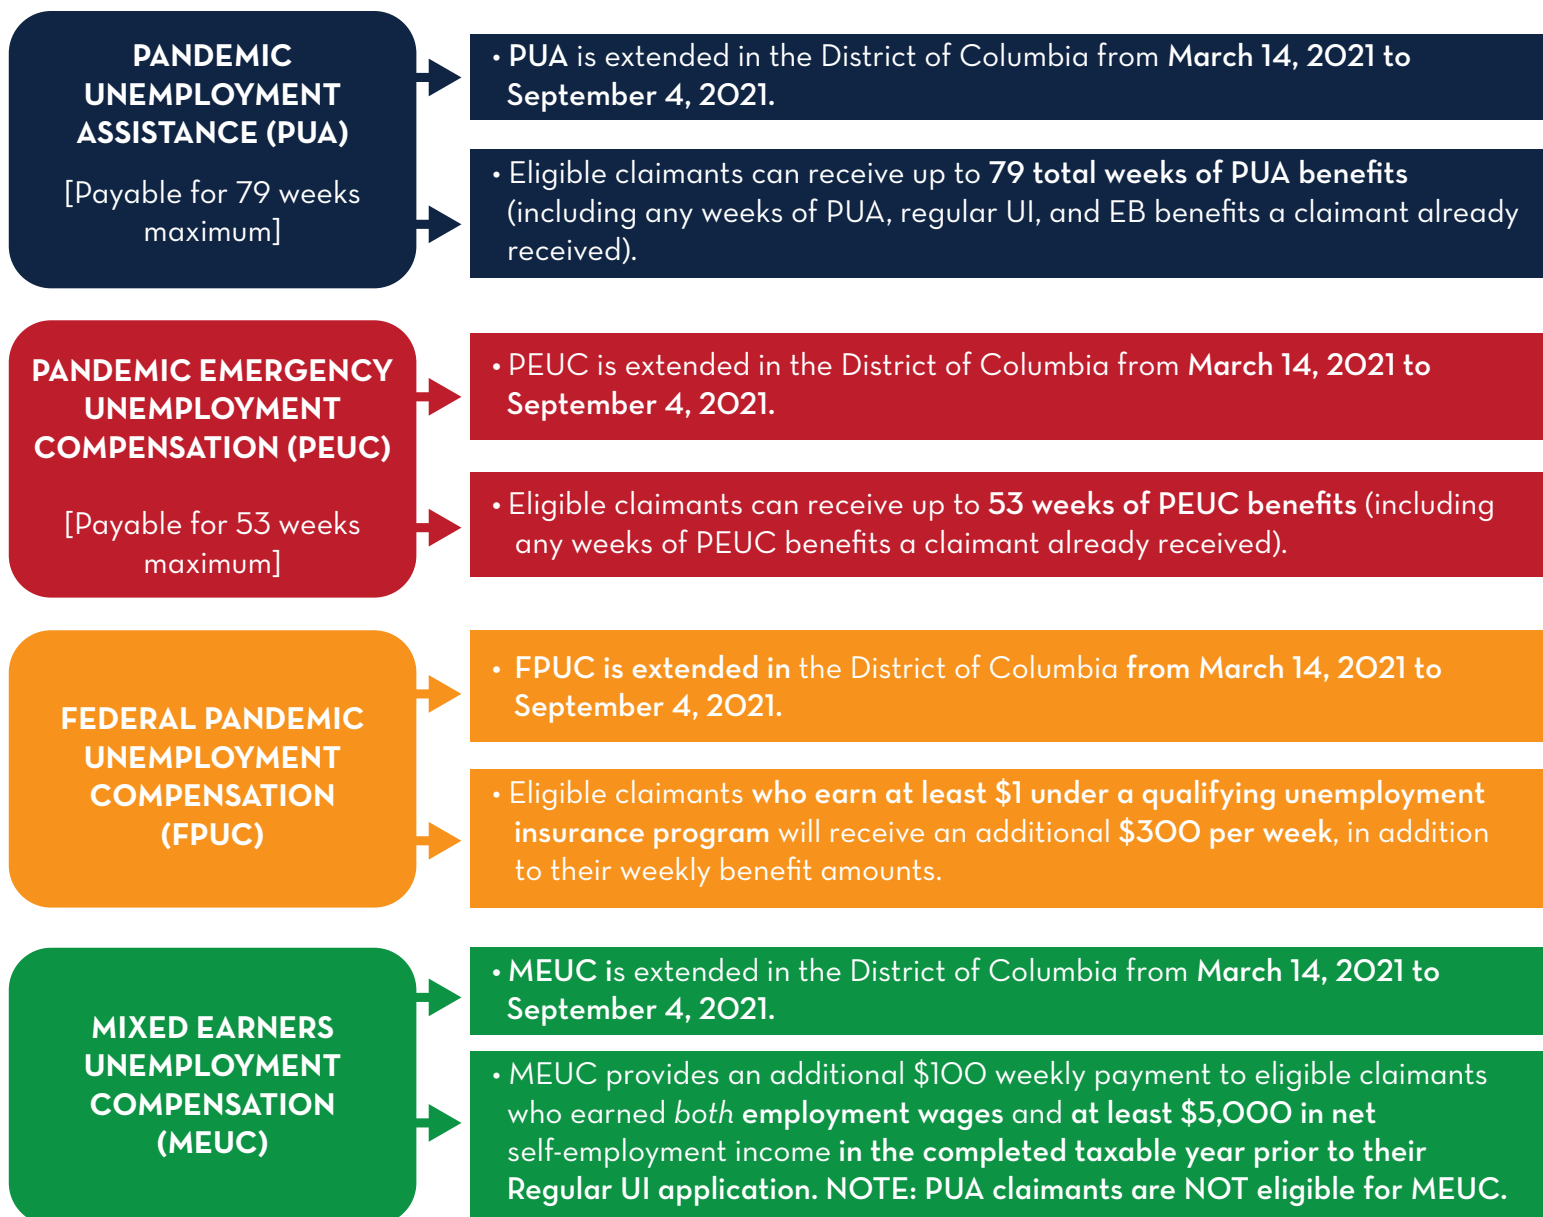 PANDEMIC
UNEMPLOYMENT
ASSISTANCE (PUA)
[Payable for 79 weeks
maximum]
• PUA is extended in the District of Columbia from March 14, 2021 to
September 4, 2021.
• Eligible claimants can receive up to 79 total weeks of PUA benefits
(including any weeks of PUA, regular UI, and EB benefits a claimant already
received).
PANDEMIC EMERGENCY
UNEMPLOYMENT
COMPENSATION (PEUC)
[Payable for 53 weeks
maximum]
• PEUC is extended in the District of Columbia from March 14, 2021 to
September 4, 2021.
• Eligible claimants can receive up to 53 weeks of PEUC benefits (including
any weeks of PEUC benefits a claimant already received).
FEDERAL PANDEMIC
UNEMPLOYMENT
COMPENSATION
(FPUC)
• FPUC is extended in the District of Columbia from March 14, 2021 to
September 4, 2021.
• Eligible claimants who earn at least $1 under a qualifying unemployment
insurance program will receive an additional $300 per week, in addition
to their weekly benefit amounts.
MIXED EARNERS
UNEMPLOYMENT
COMPENSATION
(MEUC)
• MEUC is extended in the District of Columbia from March 14, 2021 to
September 4, 2021.
• MEUC provides an additional $100 weekly payment to eligible claimants
who earned both employment wages and at least $5,000 in net
self-employment income in the completed taxable year prior to their
Regular UI application. NOTE: PUA claimants are NOT eligible for MEUC.